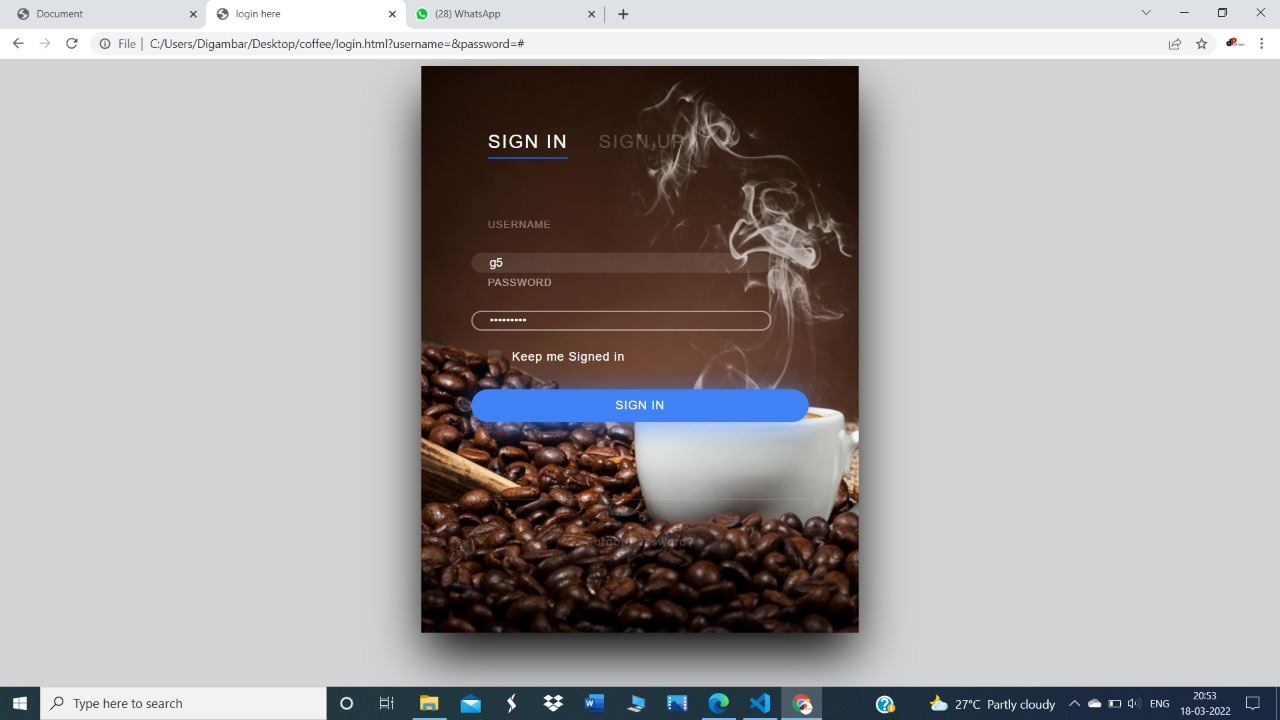 Document
login here
(28) WhatsApp
File | C:/Users/Digambar/Desktop/coffee/login.html?username=&password=#
SIGN IN SIGN UP
USERNAME
g5
PASSWORD
•••••••••
Keep me Signed in
SIGN IN
Forgot Password?
Type here to search
27°C Partly cloudy
ENG
20:53
18-03-2022